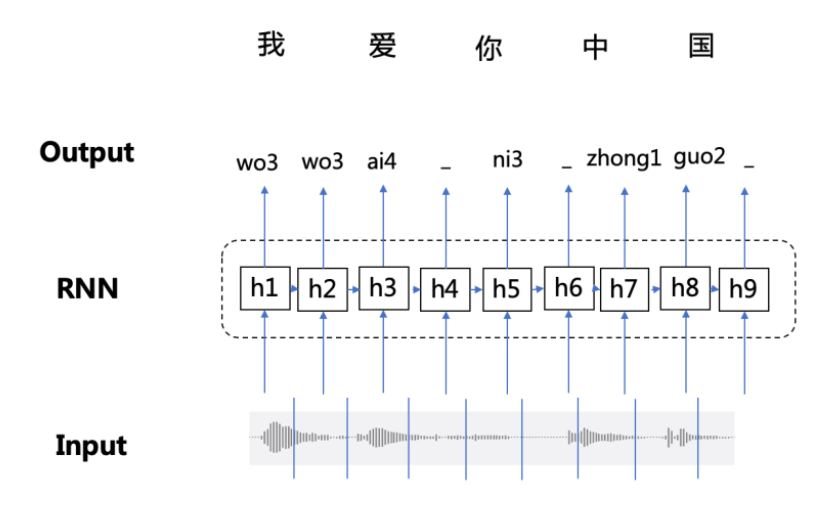 我 爱 你 中 国
Output wo3 wo3 ai4 _ ni3 _ zhong1 guo2 _
RNN h1 h2 h3 h4 h5 h6 h7 h8 h9
Input